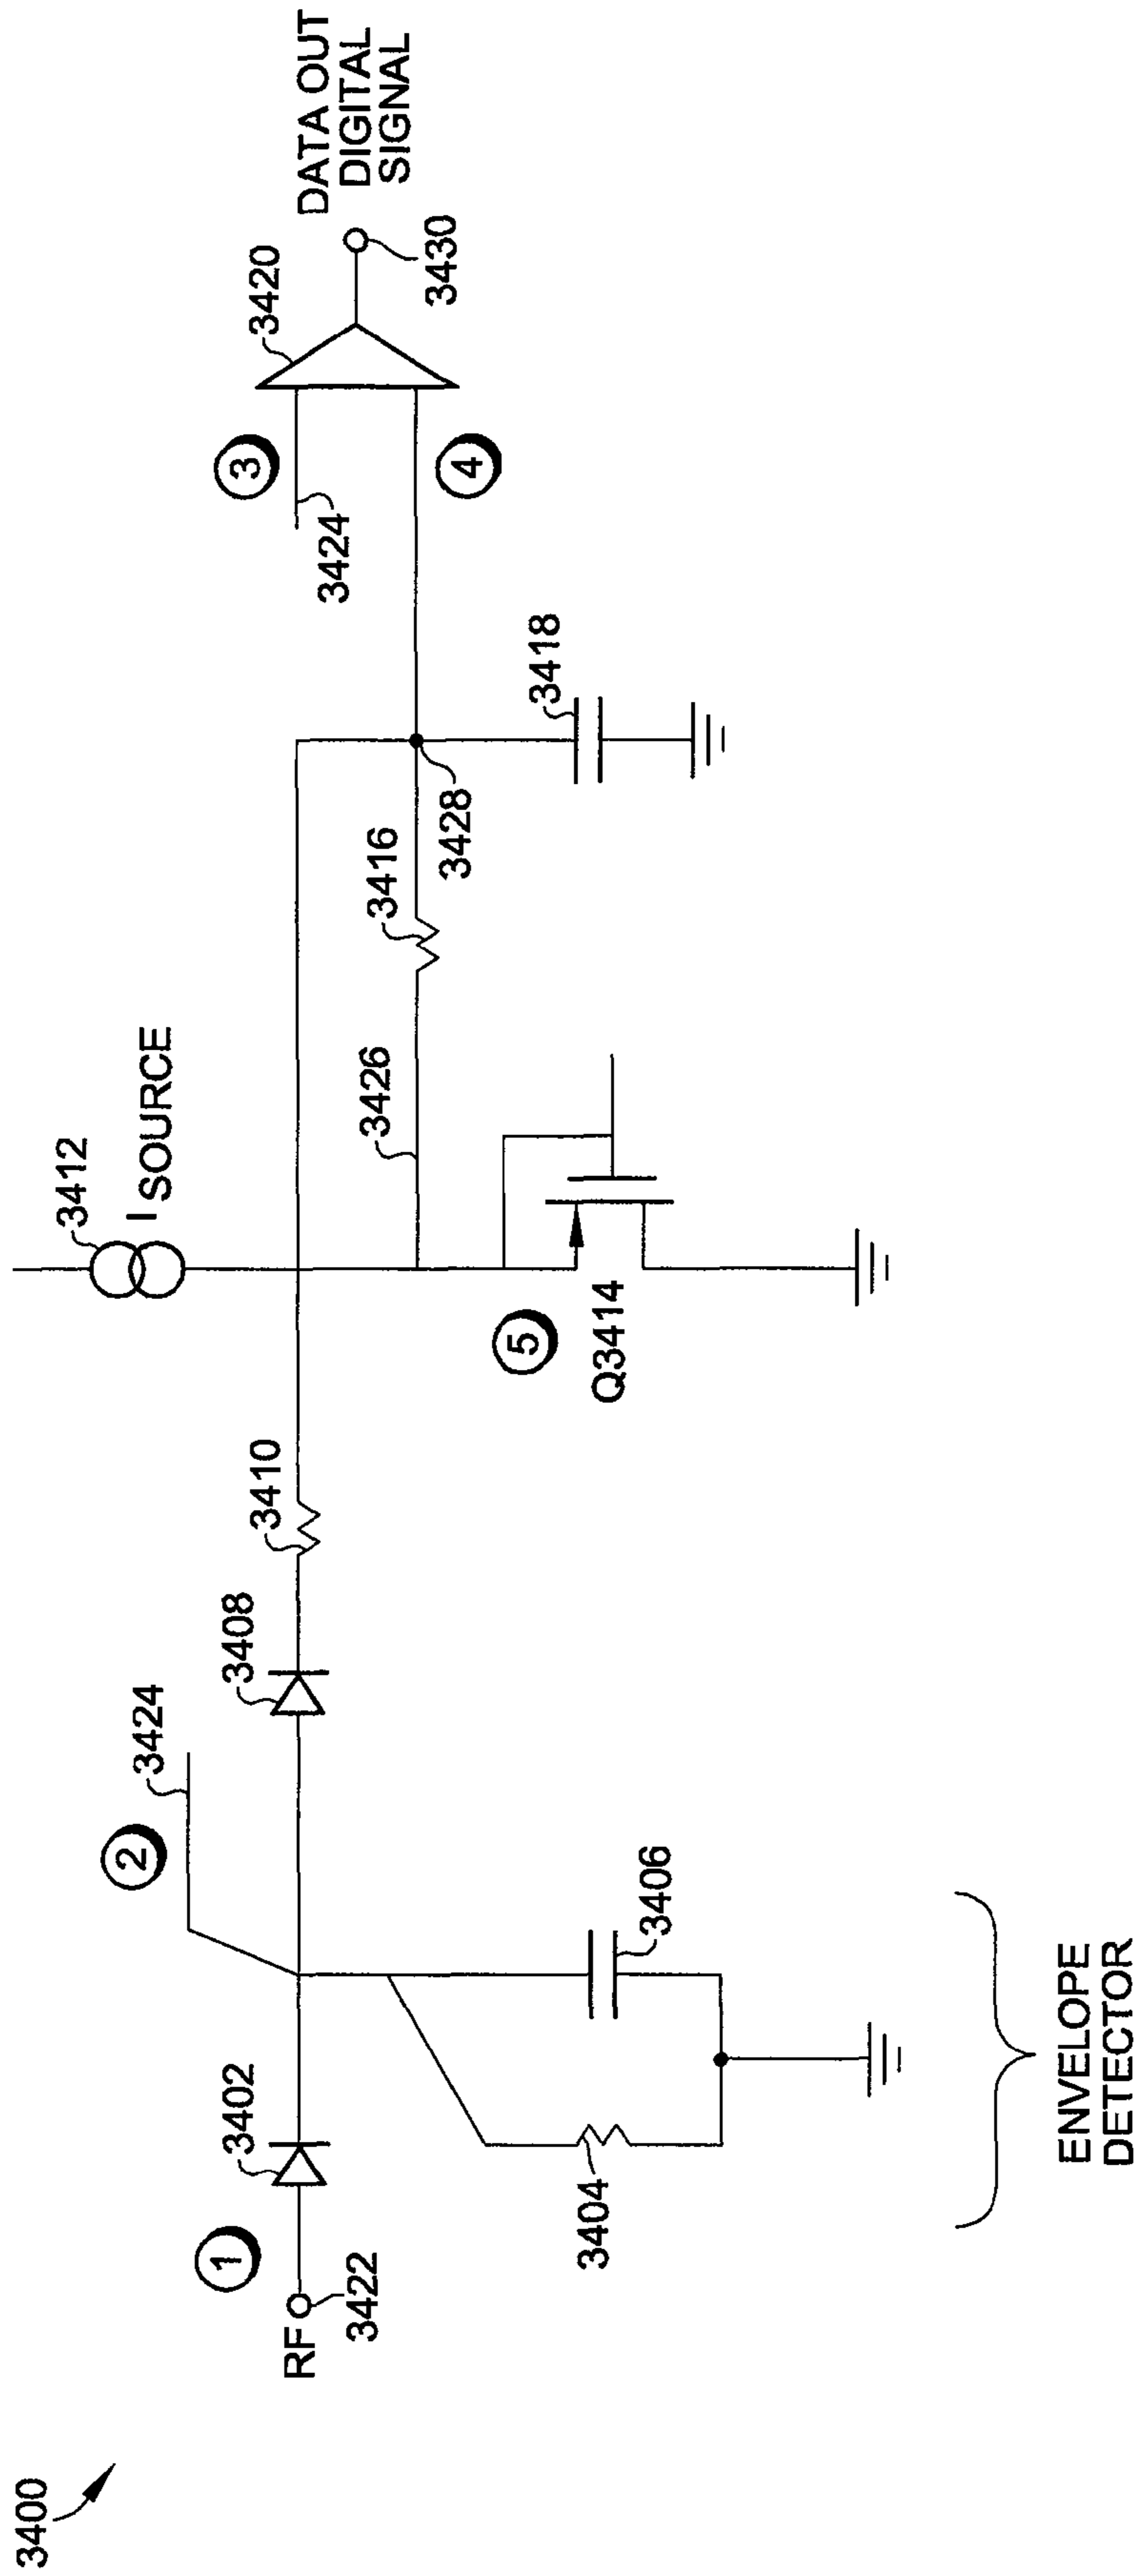 3400
RF
3422
1
3402
3404
3406
2
3424
3408
3410
3412
I SOURCE
5
Q3414
3426
3416
3428
3418
3
3424
4
3420
3430
DATA OUT
DIGITAL
SIGNAL
ENVELOPE
DETECTOR